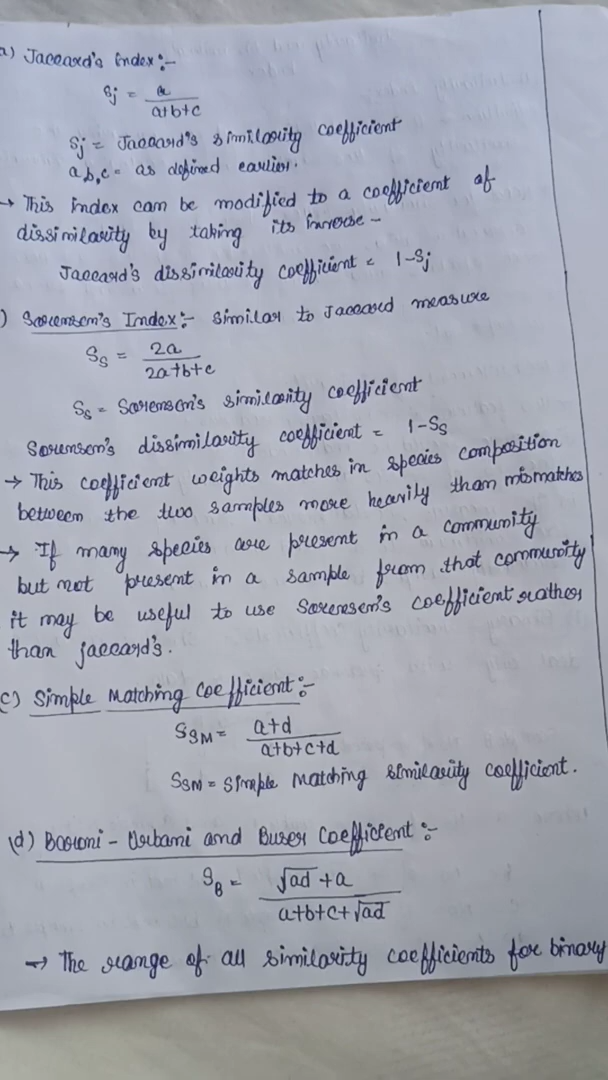 a) Jaccard's index:-
Sj = a / a+b+c
Sj = Jaccard's similarity coefficient
a,b,c = as defined earlier.
→ This index can be modified to a coefficient of
dissimilarity by taking its inverse -
Jaccard's dissimilarity coefficient = 1-Sj
) Sorensen's Index:- Similar to Jaccard measure
SS = 2a / 2a+b+c
SS = Sorenson's similarity coefficient
Sorensen's dissimilarity coefficient = 1-SS
→ This coefficient weights matches in species composition
between the two samples more heavily than mismatches
→ If many species are present in a community
but not present in a sample from that community
it may be useful to use Sorensen's coefficient rather
than jaccard's.
c) Simple Matching Coefficient:-
SSM = a+d / a+b+c+d
SSM = Simple Matching similarity coefficient.
(d) Baroni - Urbami and Buser Coefficient:-
SB = √ad + a / a+b+c+√ad
→ The range of all similarity coefficients for binary